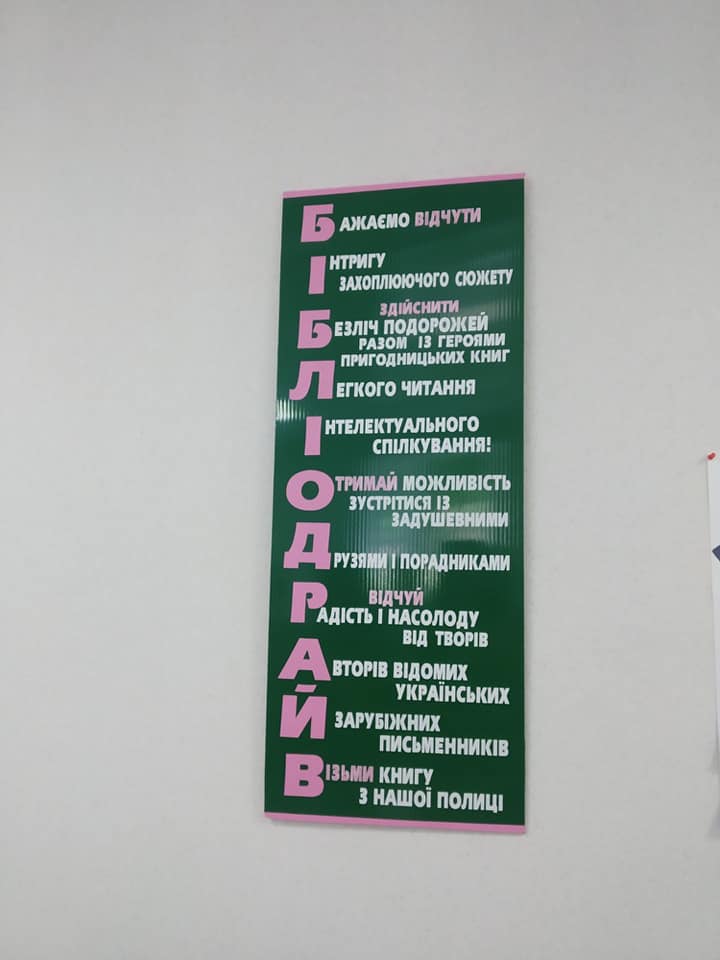 БАЖАЄМО ВІДЧУТИ
ІНТРИГУ
ЗАХОПЛЮЮЧОГО СЮЖЕТУ
ЗДІЙСНИТИ
БЕЗЛІЧ ПОДОРОЖЕЙ
РАЗОМ ІЗ ГЕРОЯМИ
ПРИГОДНИЦЬКИХ КНИГ
ЛЕГКОГО ЧИТАННЯ
ІНТЕЛЕКТУАЛЬНОГО
СПІЛКУВАННЯ!
ОТРИМАЙ МОЖЛИВІСТЬ
ЗУСТРІТИСЯ ІЗ
ЗАДУШЕВНИМИ
ДРУЗЯМИ І ПОРАДНИКАМИ
ВІДЧУЙ
РАДІСТЬ І НАСОЛОДУ
ВІД ТВОРІВ
АВТОРІВ ВІДОМИХ
УКРАЇНСЬКИХ
Й ЗАРУБІЖНИХ
ПИСЬМЕННИКІВ
ВІЗЬМИ КНИГУ
З НАШОЇ ПОЛИЦІ